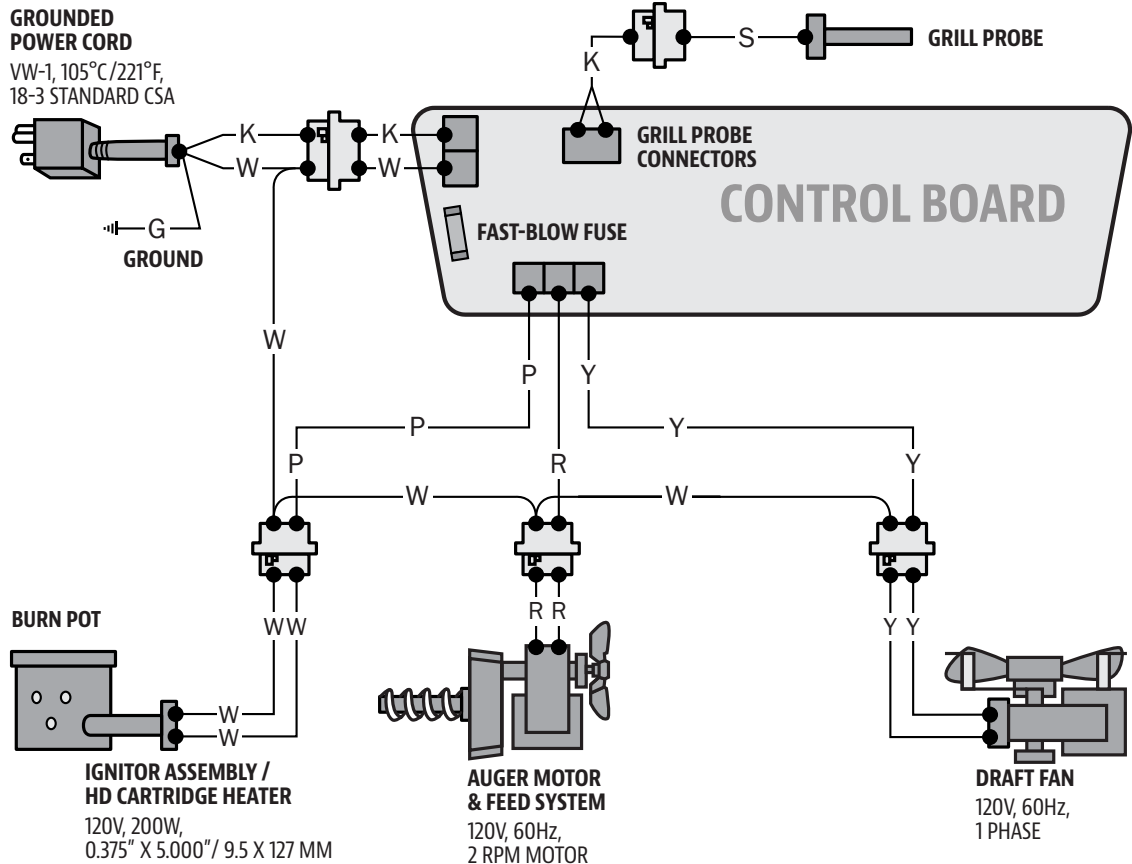 GROUNDED
POWER CORD
VW-1, 105°C/221°F,
18-3 STANDARD CSA
K
W
K
W
G
GROUND
K
S
GRILL PROBE
GRILL PROBE
CONNECTORS
CONTROL BOARD
FAST-BLOW FUSE
W
P
Y
P
Y
P
R
Y
W
W
WW
R R
Y Y
BURN POT
W
W
IGNITOR ASSEMBLY /
HD CARTRIDGE HEATER
120V, 200W,
0.375" X 5.000"/ 9.5 X 127 MM
AUGER MOTOR
& FEED SYSTEM
120V, 60Hz,
2 RPM MOTOR
DRAFT FAN
120V, 60Hz,
1 PHASE